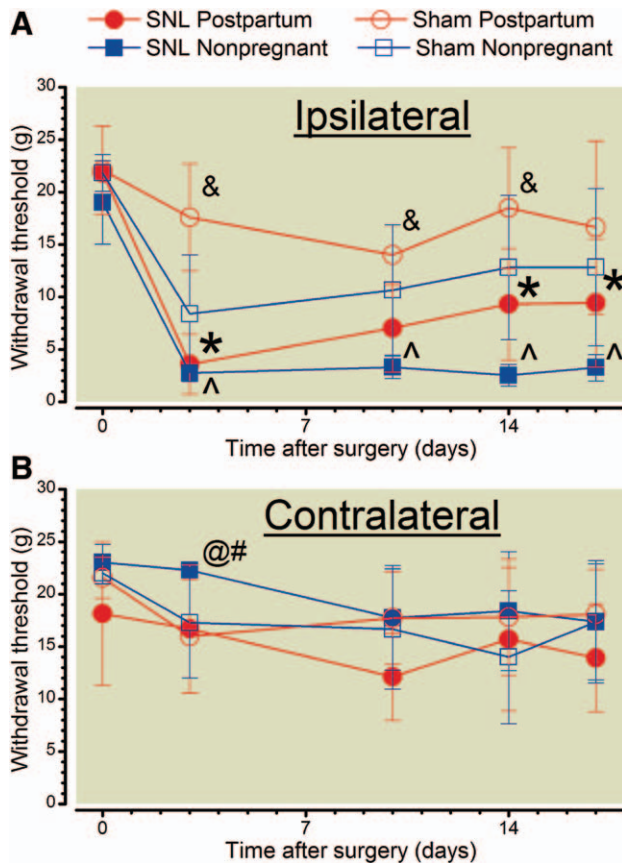 A
SNL Postpartum Sham Postpartum
SNL Nonpregnant Sham Nonpregnant
Ipsilateral
Withdrawal threshold (g)
30
25
20
15
10
5
0
&
&
&
*
*
*
^
^
^
^
0 7 14
Time after surgery (days)
B
Contralateral
Withdrawal threshold (g)
30
25
20
15
10
5
0
@#
0 7 14
Time after surgery (days)